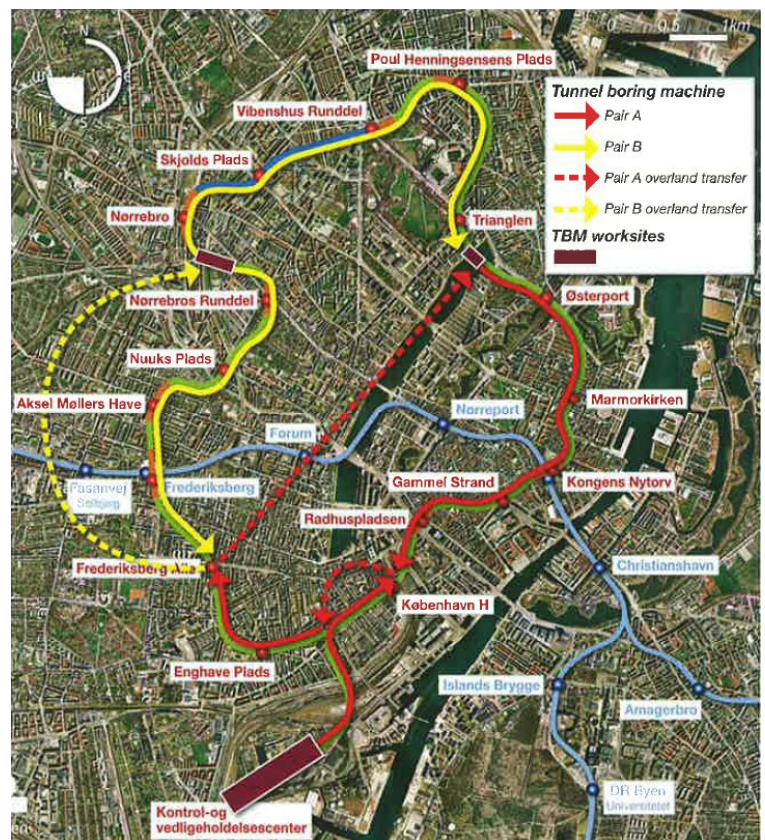 N
0 0.5 1km
Poul Henningsensens Plads
Tunnel boring machine
Pair A
Pair B
Pair A overland transfer
Pair B overland transfer
TBM worksites
Vibenshus Runddel
Skjolds Plads
Nørrebro
Trianglen
Nørrebros Runddel
Østerport
Nuuks Plads
Aksel Møllers Have
Marmorkirken
Nørreport
Forum
Gammel Strand
Kongens Nytorv
Fasanvej
Solbjerg
Frederiksberg
Radhuspladsen
Frederiksberg Alle
Christianshavn
København H
Enghave Plads
Islands Brygge
Amagerbro
DR Byen
Universitetet
Kontrol-og
vedligeholdelsescenter